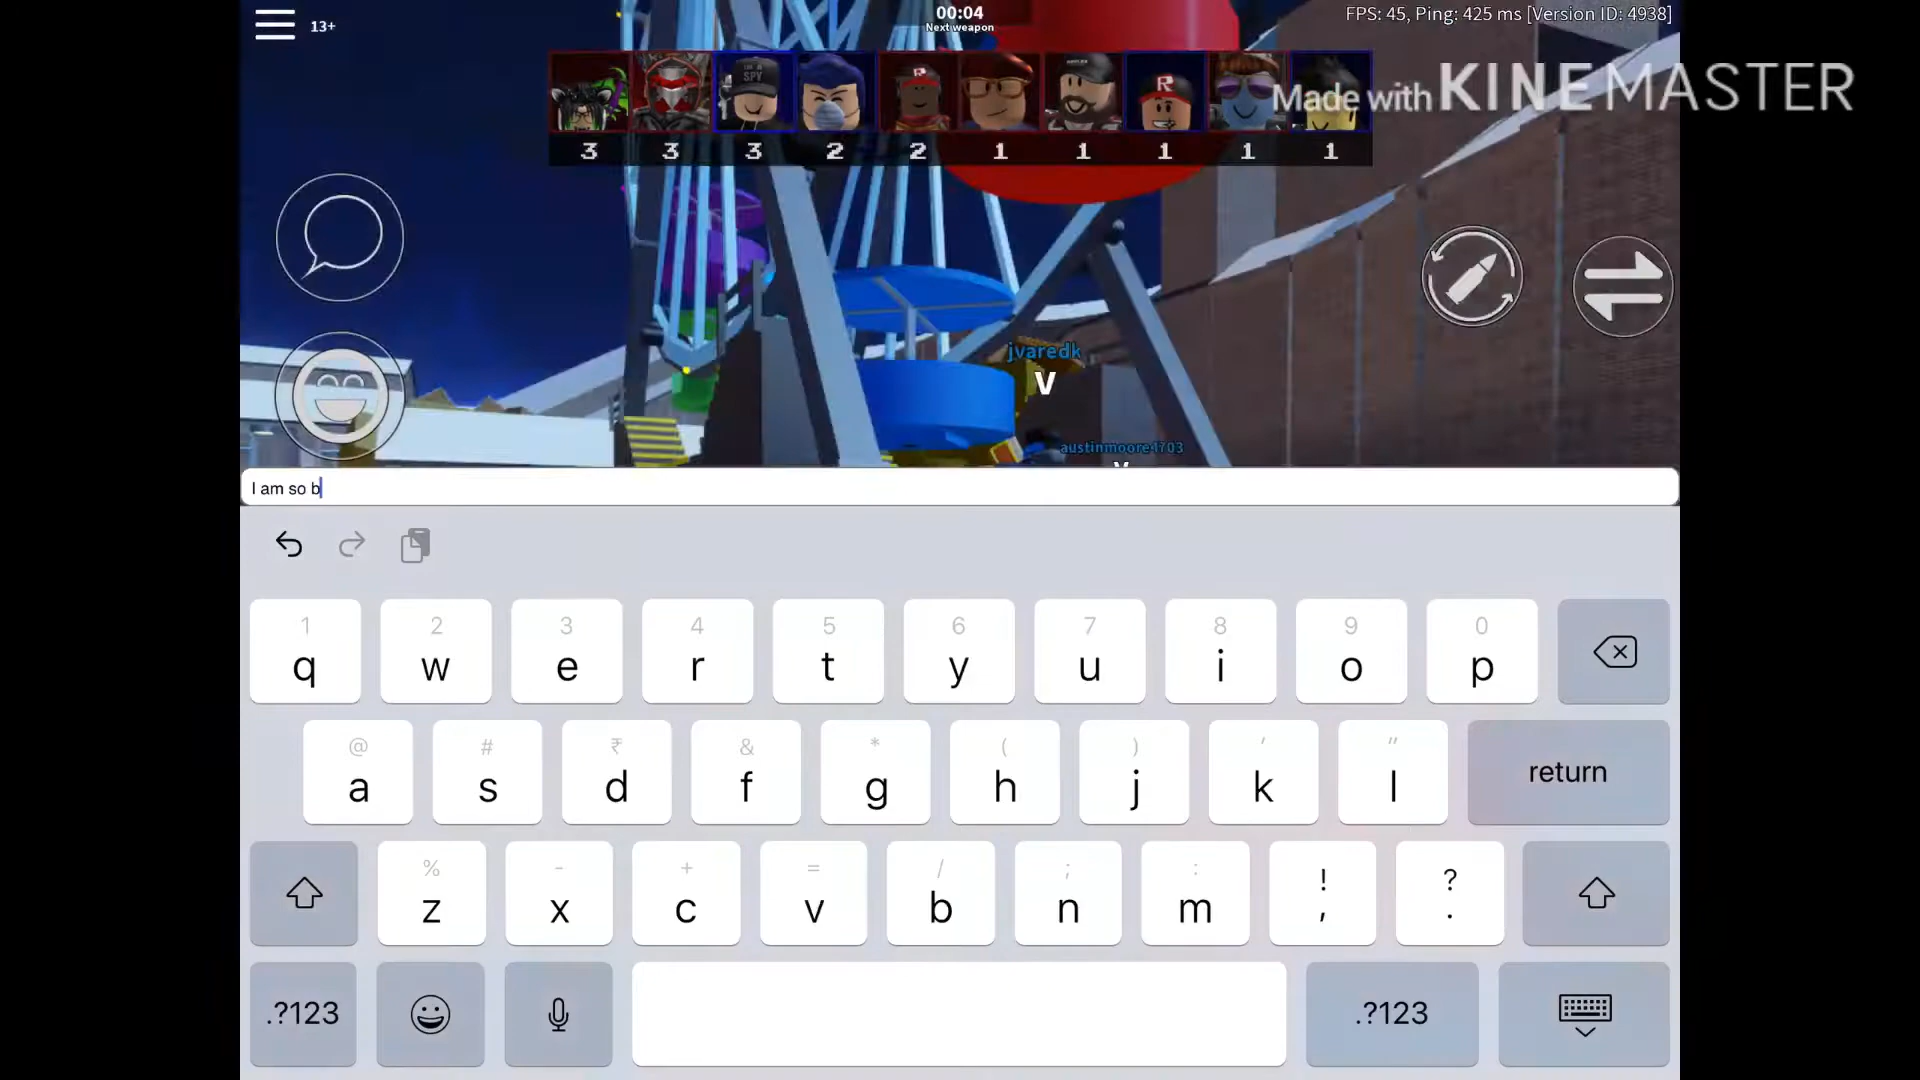 13+
00:04
Next weapon
FPS: 45, Ping: 425 ms [Version ID: 4938]
I'M A SPY
R
R
Made with KINEMASTER
3 3 3 2 2 1 1 1 1 1
jvaredk
V
austinmoore4703
V
I am so b
1 2 3 4 5 6 7 8 9 0
q w e r t y u i o p
@ # ₹ & * ( ) ' "
a s d f g h j k l return
% - + = / ; : ! ?
z x c v b n m , .
.?123 .?123